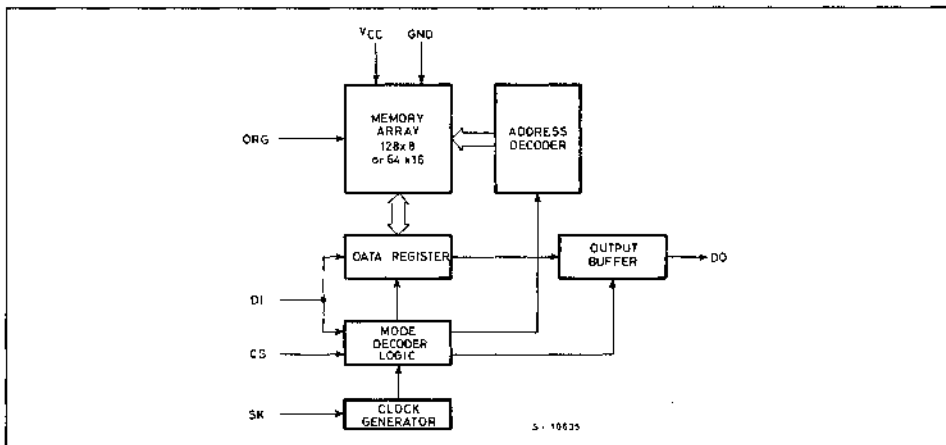 VCC GND
ORG
MEMORY
ARRAY
128x8
or 64 x16
ADDRESS
DECODER
DATA REGISTER
OUTPUT
BUFFER
DO
DI
MODE
DECODER
LOGIC
CS
SK
CLOCK
GENERATOR
S - 10635